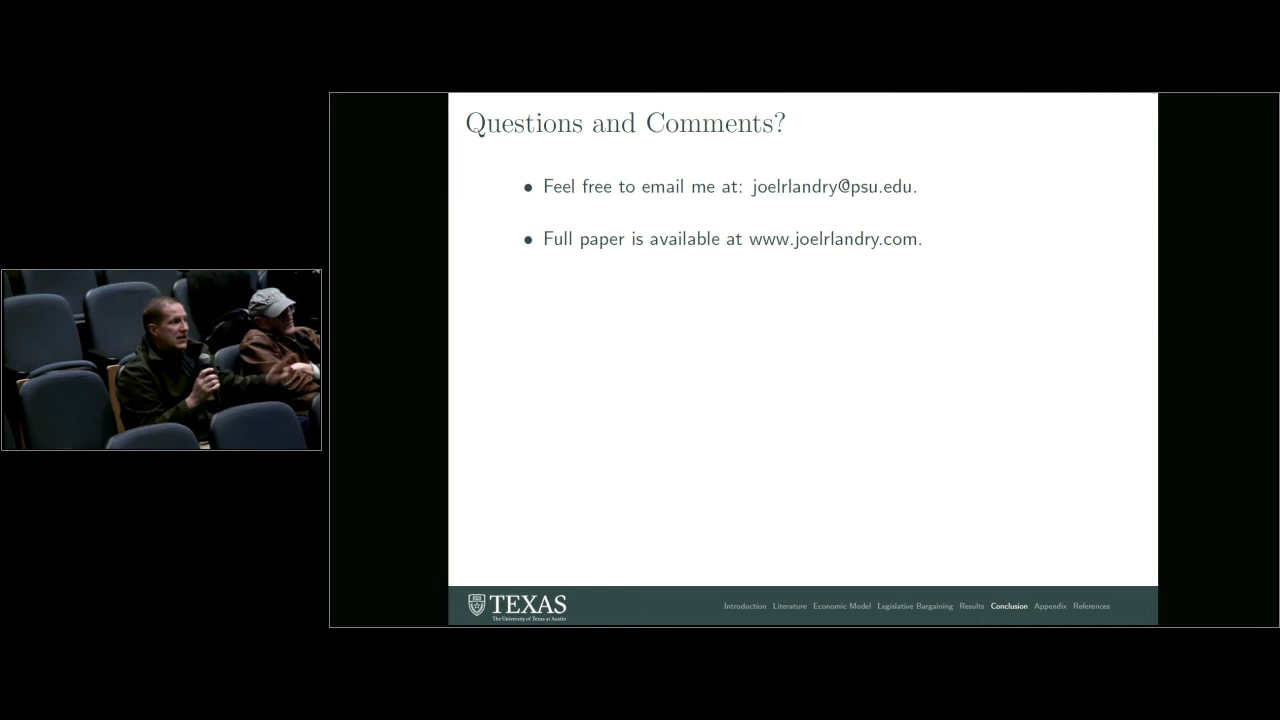 Questions and Comments?
• Feel free to email me at: joelrlandry@psu.edu.
• Full paper is available at www.joelrlandry.com.
TEXAS
The University of Texas at Austin
Introduction Literature Economic Model Legislative Bargaining Results Conclusion Appendix References